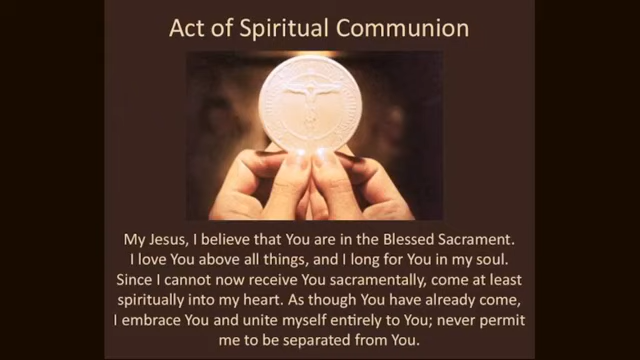 Act of Spiritual Communion
My Jesus, I believe that You are in the Blessed Sacrament.
I love You above all things, and I long for You in my soul.
Since I cannot now receive You sacramentally, come at least
spiritually into my heart. As though You have already come,
I embrace You and unite myself entirely to You; never permit
me to be separated from You.